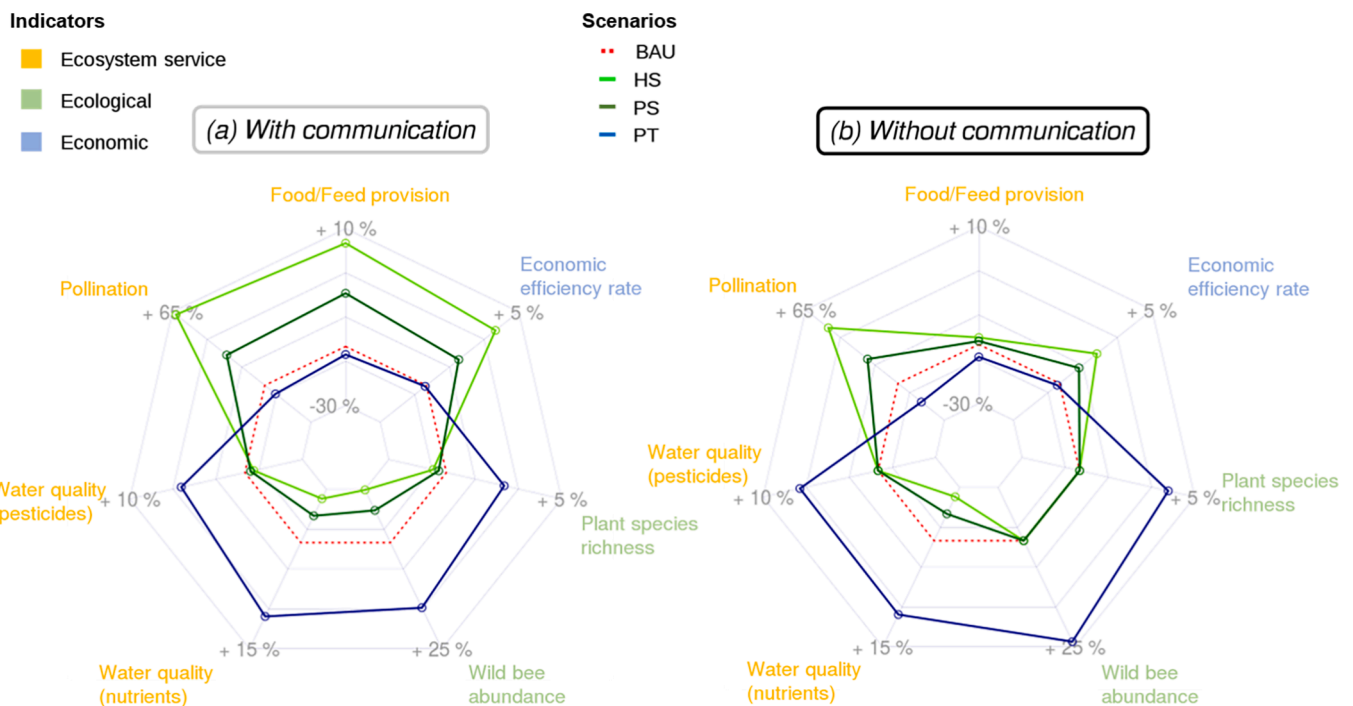 Indicators
Ecosystem service
Ecological
Economic
Scenarios
BAU
HS
PS
PT
(a) With communication
(b) Without communication
Food/Feed provision
+ 10 %
Economic
efficiency rate
+ 5 %
Pollination
+ 65 %
-30 %
Water quality
pesticides)
+ 10 %
+ 5 %
Plant species
richness
+ 15 %
+ 25 %
Water quality
(nutrients)
Wild bee
abundance
Food/Feed provision
+ 10 %
Economic
efficiency rate
+ 5 %
Pollination
+ 65 %
-30 %
Water quality
(pesticides)
+ 10 %
+ 5 %
Plant species
richness
+ 15 %
+ 25 %
Water quality
(nutrients)
Wild bee
abundance